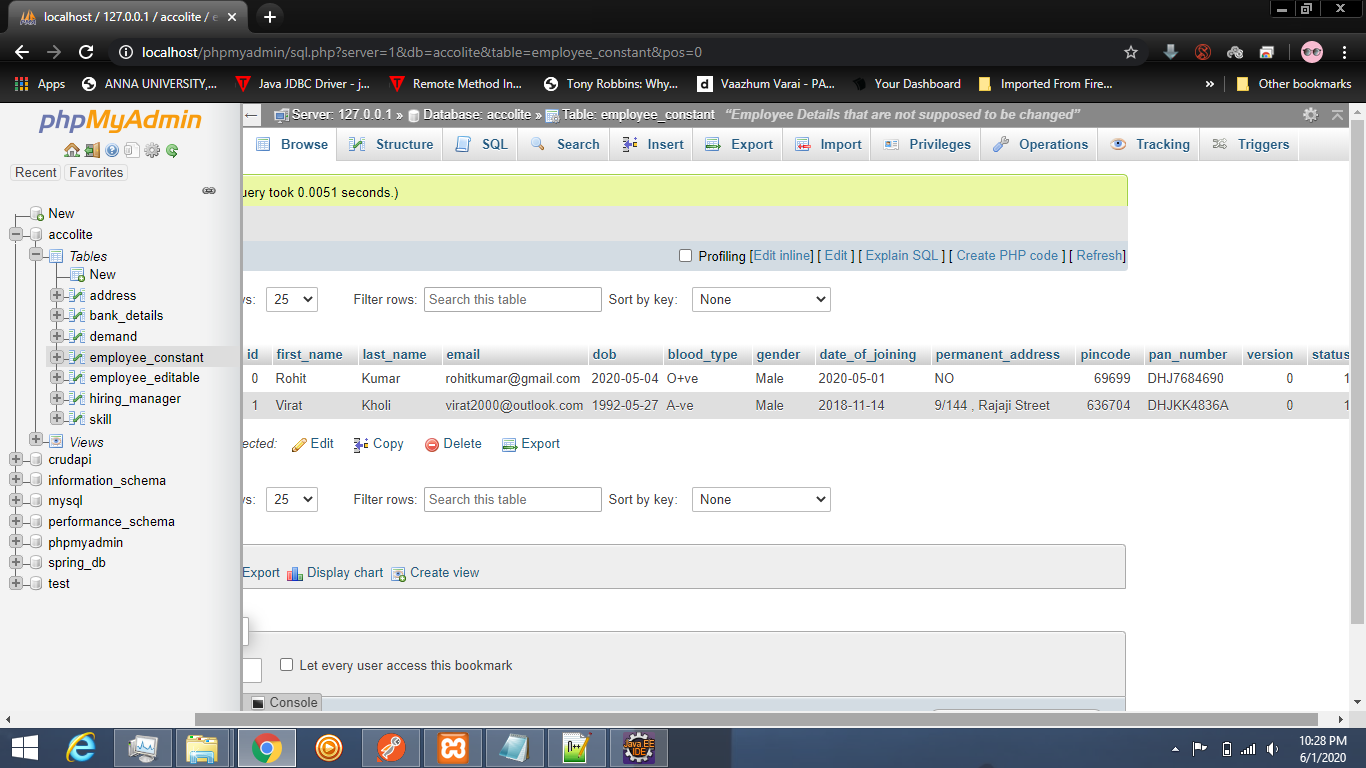 localhost / 127.0.0.1 / accolite / e
localhost/phpmyadmin/sql.php?server=1&db=accolite&table=employee_constant&pos=0
Apps ANNA UNIVERSITY,... Java JDBC Driver - j... Remote Method In... Tony Robbins: Why... Vaazhum Varai - PA... Your Dashboard Imported From Fire... » Other bookmarks
phpMyAdmin
Recent Favorites
New
accolite
Tables
New
address
bank_details
demand
employee_constant
employee_editable
hiring_manager
skill
Views
crudapi
information_schema
mysql
performance_schema
phpmyadmin
spring_db
test
Server: 127.0.0.1 » Database: accolite » Table: employee_constant “Employee Details that are not supposed to be changed”
Browse Structure SQL Search Insert Export Import Privileges Operations Tracking Triggers
uery took 0.0051 seconds.)
Profiling [Edit inline] [ Edit ] [ Explain SQL ] [ Create PHP code ] [ Refresh]
vs: 25 Filter rows: Search this table Sort by key: None
id first_name last_name email dob blood_type gender date_of_joining permanent_address pincode pan_number version status
0 Rohit Kumar rohitkumar@gmail.com 2020-05-04 O+ve Male 2020-05-01 NO 69699 DHJ7684690 0 1
1 Virat Kholi virat2000@outlook.com 1992-05-27 A-ve Male 2018-11-14 9/144 , Rajaji Street 636704 DHJKK4836A 0 1
ected: Edit Copy Delete Export
vs: 25 Filter rows: Search this table Sort by key: None
Export Display chart Create view
Let every user access this bookmark
Console
Java EE
IDE
10:28 PM
6/1/2020